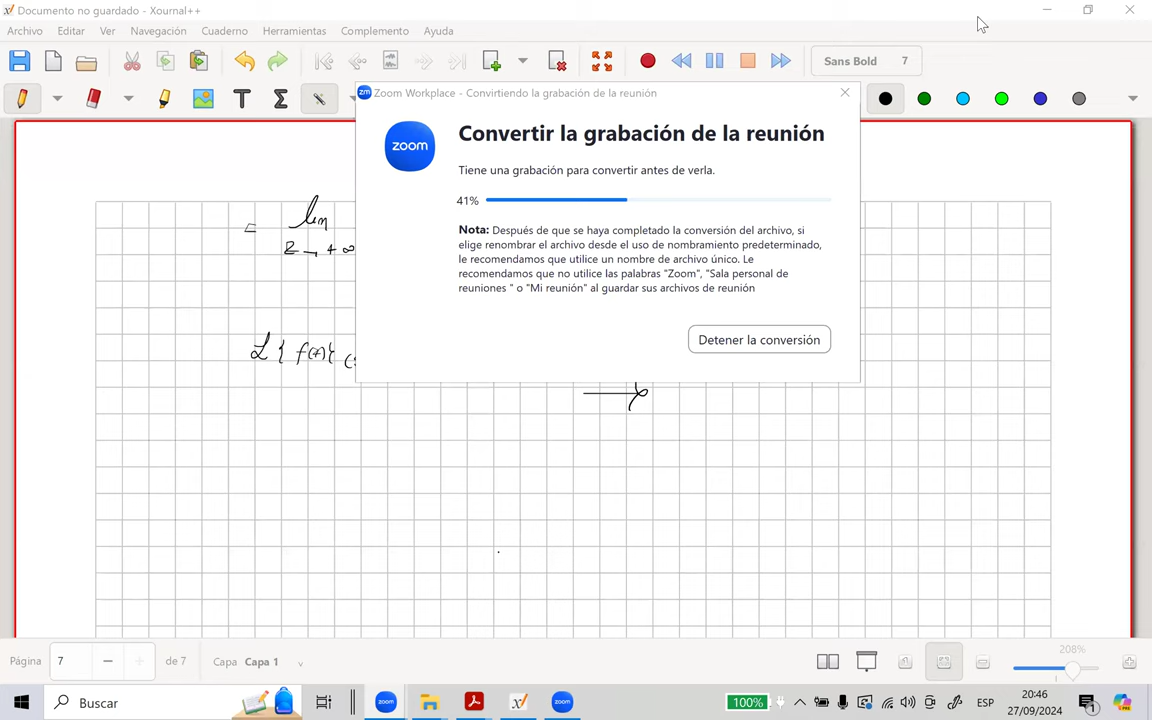 Documento no guardado - Xournal++
Archivo Editar Ver Navegación Cuaderno Herramientas Complemento Ayuda
Sans Bold 7
zm Zoom Workplace - Convirtiendo la grabación de la reunión
zoom
Convertir la grabación de la reunión
Tiene una grabación para convertir antes de verla.
41%
Nota: Después de que se haya completado la conversión del archivo, si
elige renombrar el archivo desde el uso de nombramiento predeterminado,
le recomendamos que utilice un nombre de archivo único. Le
recomendamos que no utilice las palabras "Zoom", "Sala personal de
reuniones " o "Mi reunión" al guardar sus archivos de reunión
Detener la conversión
= lim
z → +∞
ℒ{ f(t)} (
Página 7 de 7 Capa Capa 1 208%
Buscar zoom zoom 100% ESP 20:46
27/09/2024 1